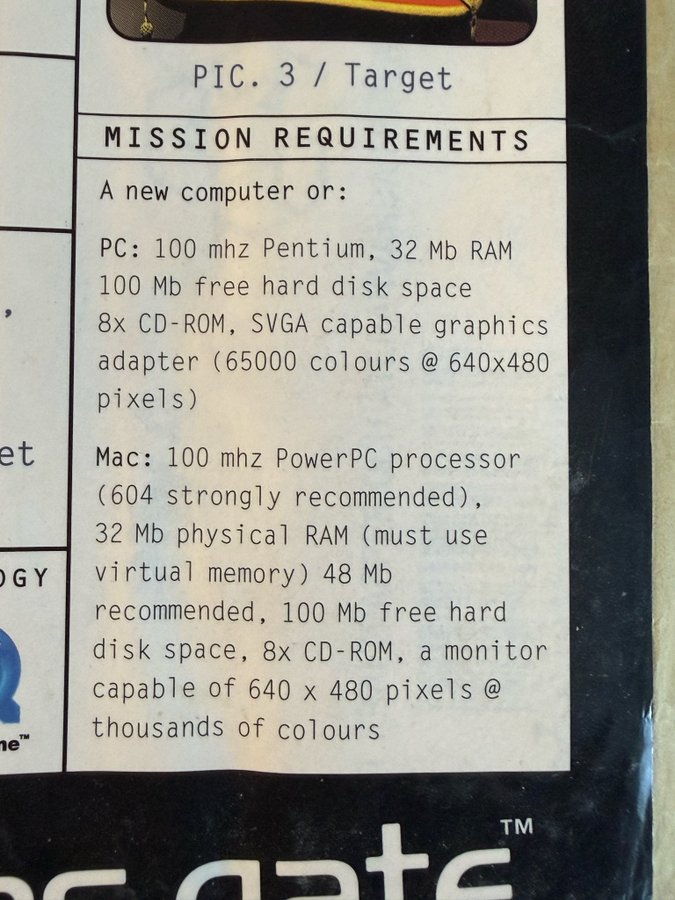 PIC. 3 / Target
MISSION REQUIREMENTS
A new computer or:
PC: 100 mhz Pentium, 32 Mb RAM
100 Mb free hard disk space
8x CD-ROM, SVGA capable graphics
adapter (65000 colours @ 640x480
pixels)
Mac: 100 mhz PowerPC processor
(604 strongly recommended),
32 Mb physical RAM (must use
virtual memory) 48 Mb
recommended, 100 Mb free hard
disk space, 8x CD-ROM, a monitor
capable of 640 x 480 pixels @
thousands of colours
gate™